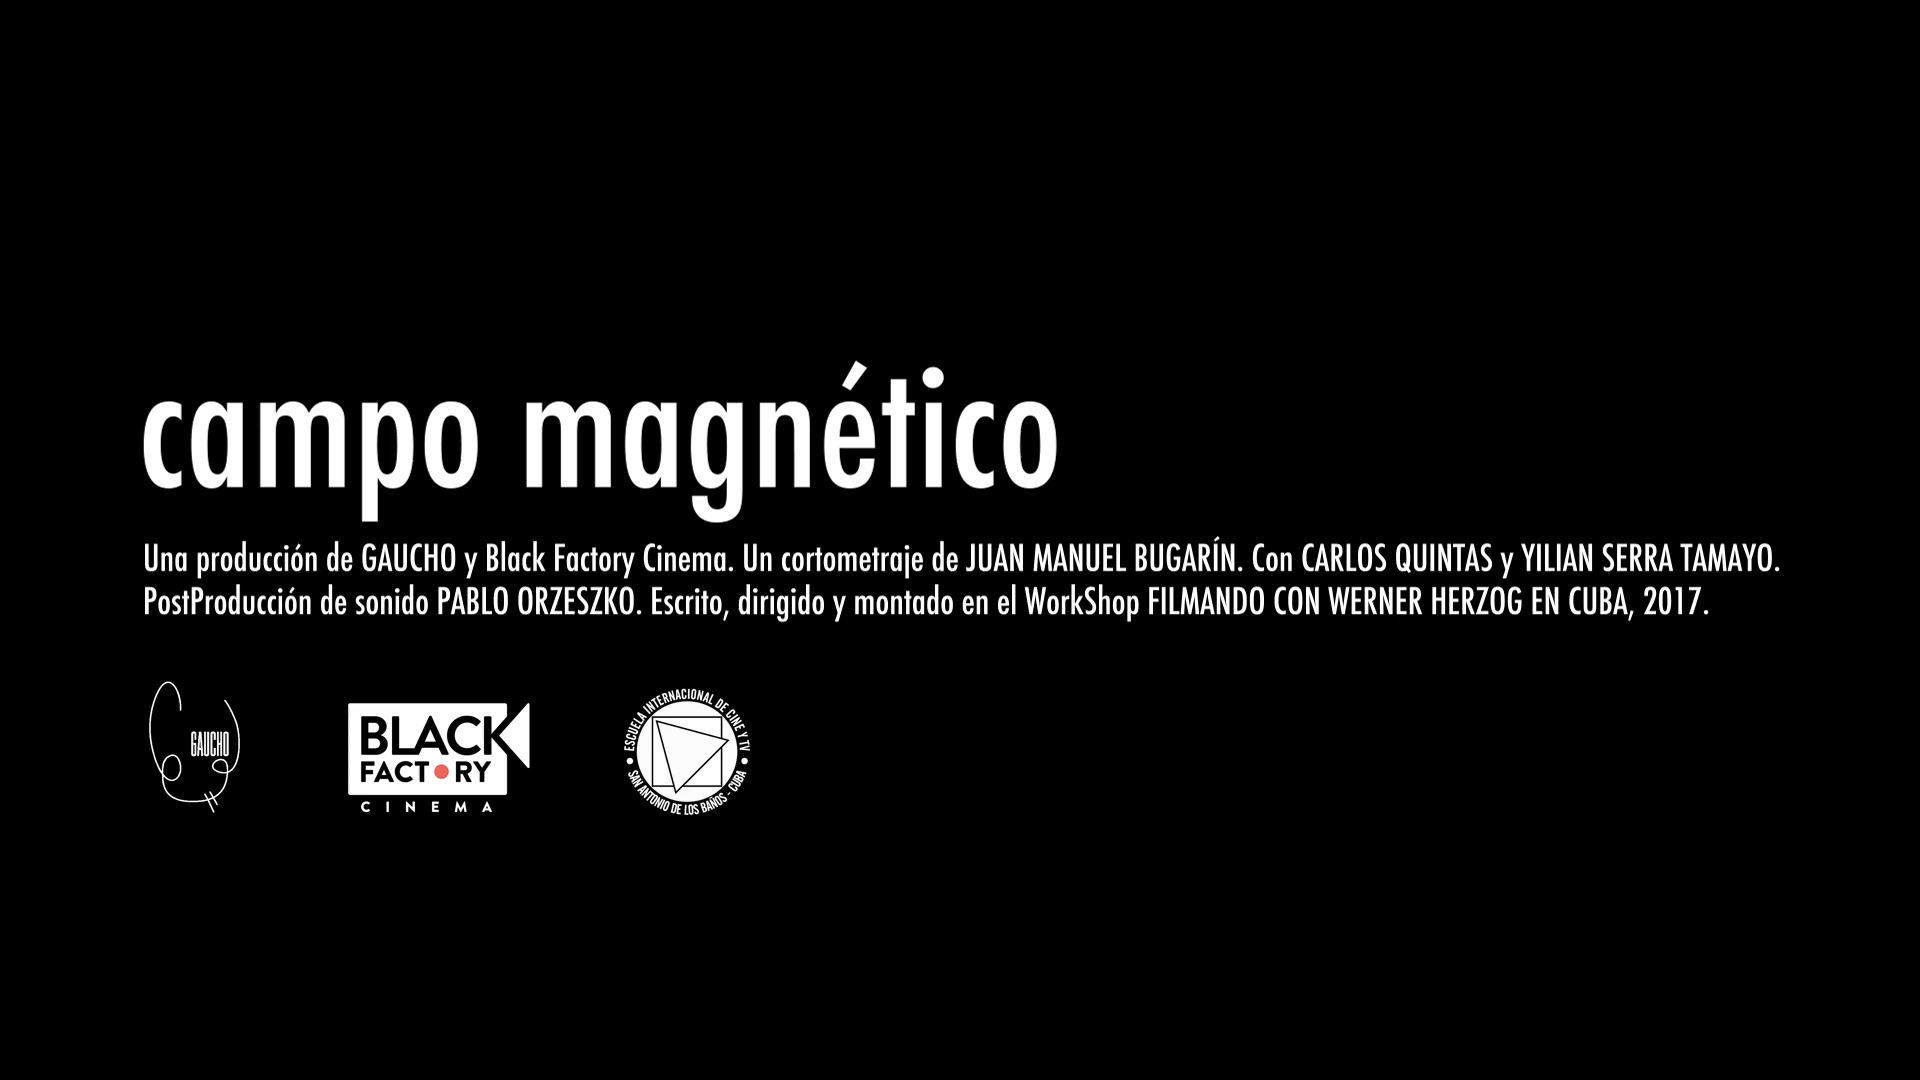 campo magnético
Una producción de GAUCHO y Black Factory Cinema. Un cortometraje de JUAN MANUEL BUGARÍN. Con CARLOS QUINTAS y YILIAN SERRA TAMAYO.
PostProducción de sonido PABLO ORZESZKO. Escrito, dirigido y montado en el WorkShop FILMANDO CON WERNER HERZOG EN CUBA, 2017.
GAUCHO
BLACK
FACTORY
CINEMA
ESCUELA INTERNACIONAL DE CINE Y TV
SAN ANTONIO DE LOS BAÑOS - CUBA